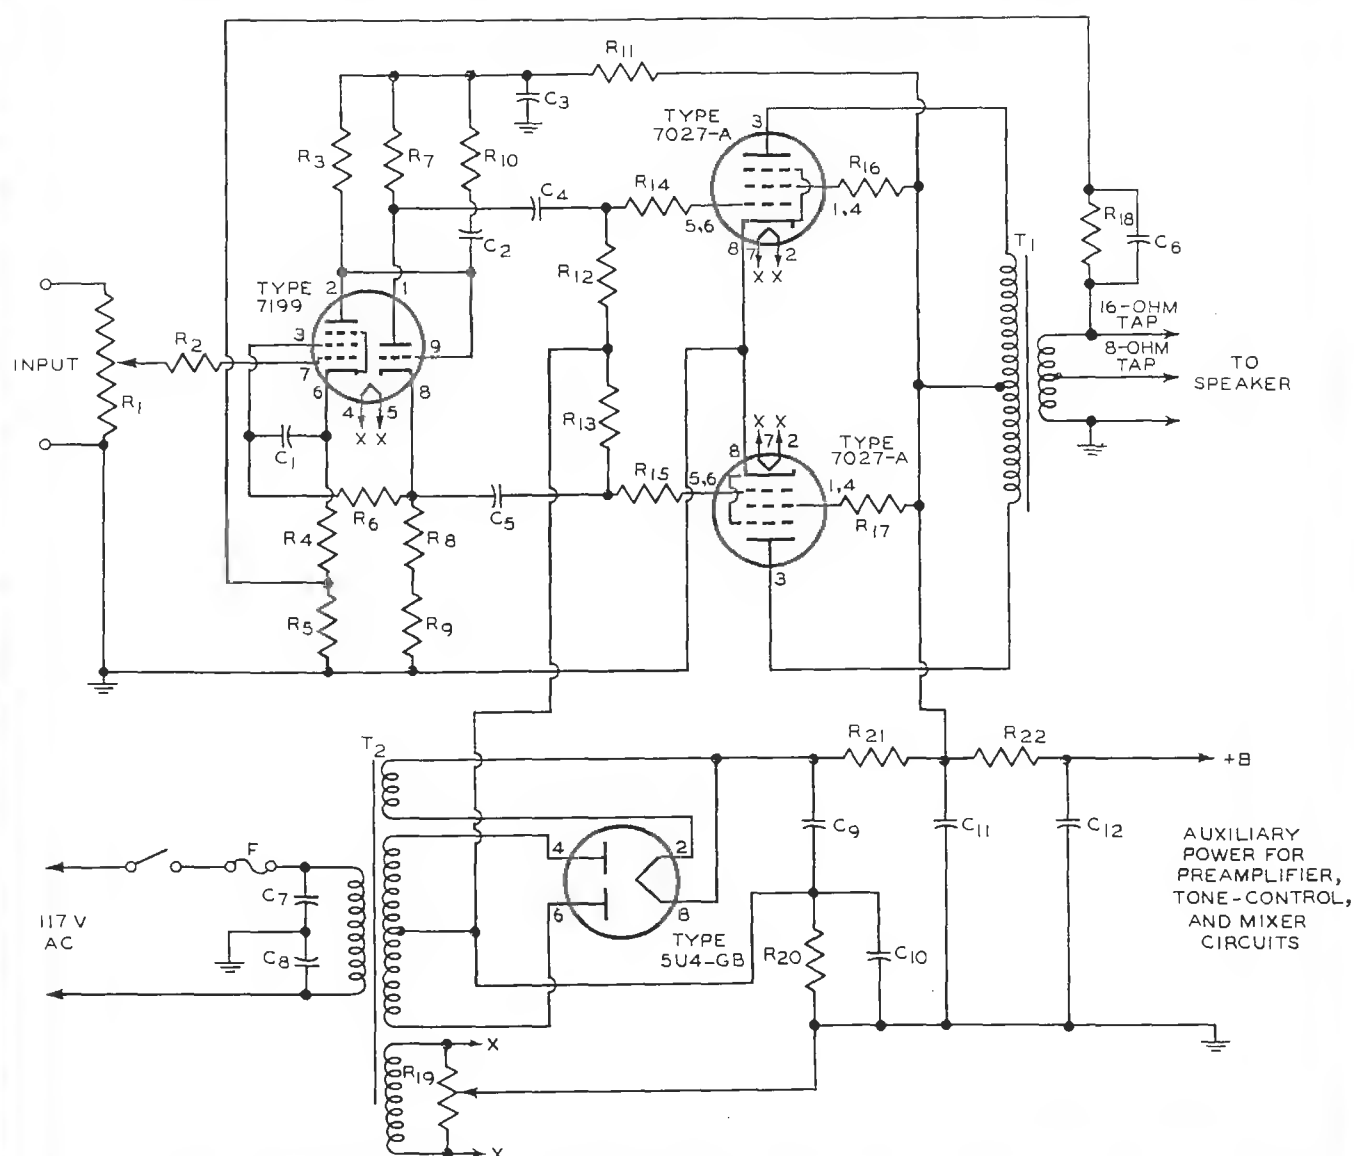 R11
C3
TYPE
7027-A
3
R3
R7
R10
R16
C4
R14
5,6
1,4
8
7
2
X X
R18
C6
C2
T1
R12
TYPE
7199
2
1
16-OHM
TAP
8-OHM
TAP
TO
SPEAKER
INPUT
R1
R2
3
7
6
9
8
4
5
X X
C1
R13
X X
8
7
2
TYPE
7027-A
R15
5,6
1,4
R6
C5
R17
R4
R8
3
R5
R9
T2
R21
R22
+B
C9
C11
C12
AUXILIARY
POWER FOR
PREAMPLIFIER,
TONE-CONTROL,
AND MIXER
CIRCUITS
F
4
2
6
8
117 V
AC
C7
C8
TYPE
5U4-GB
R20
C10
X
R19
X